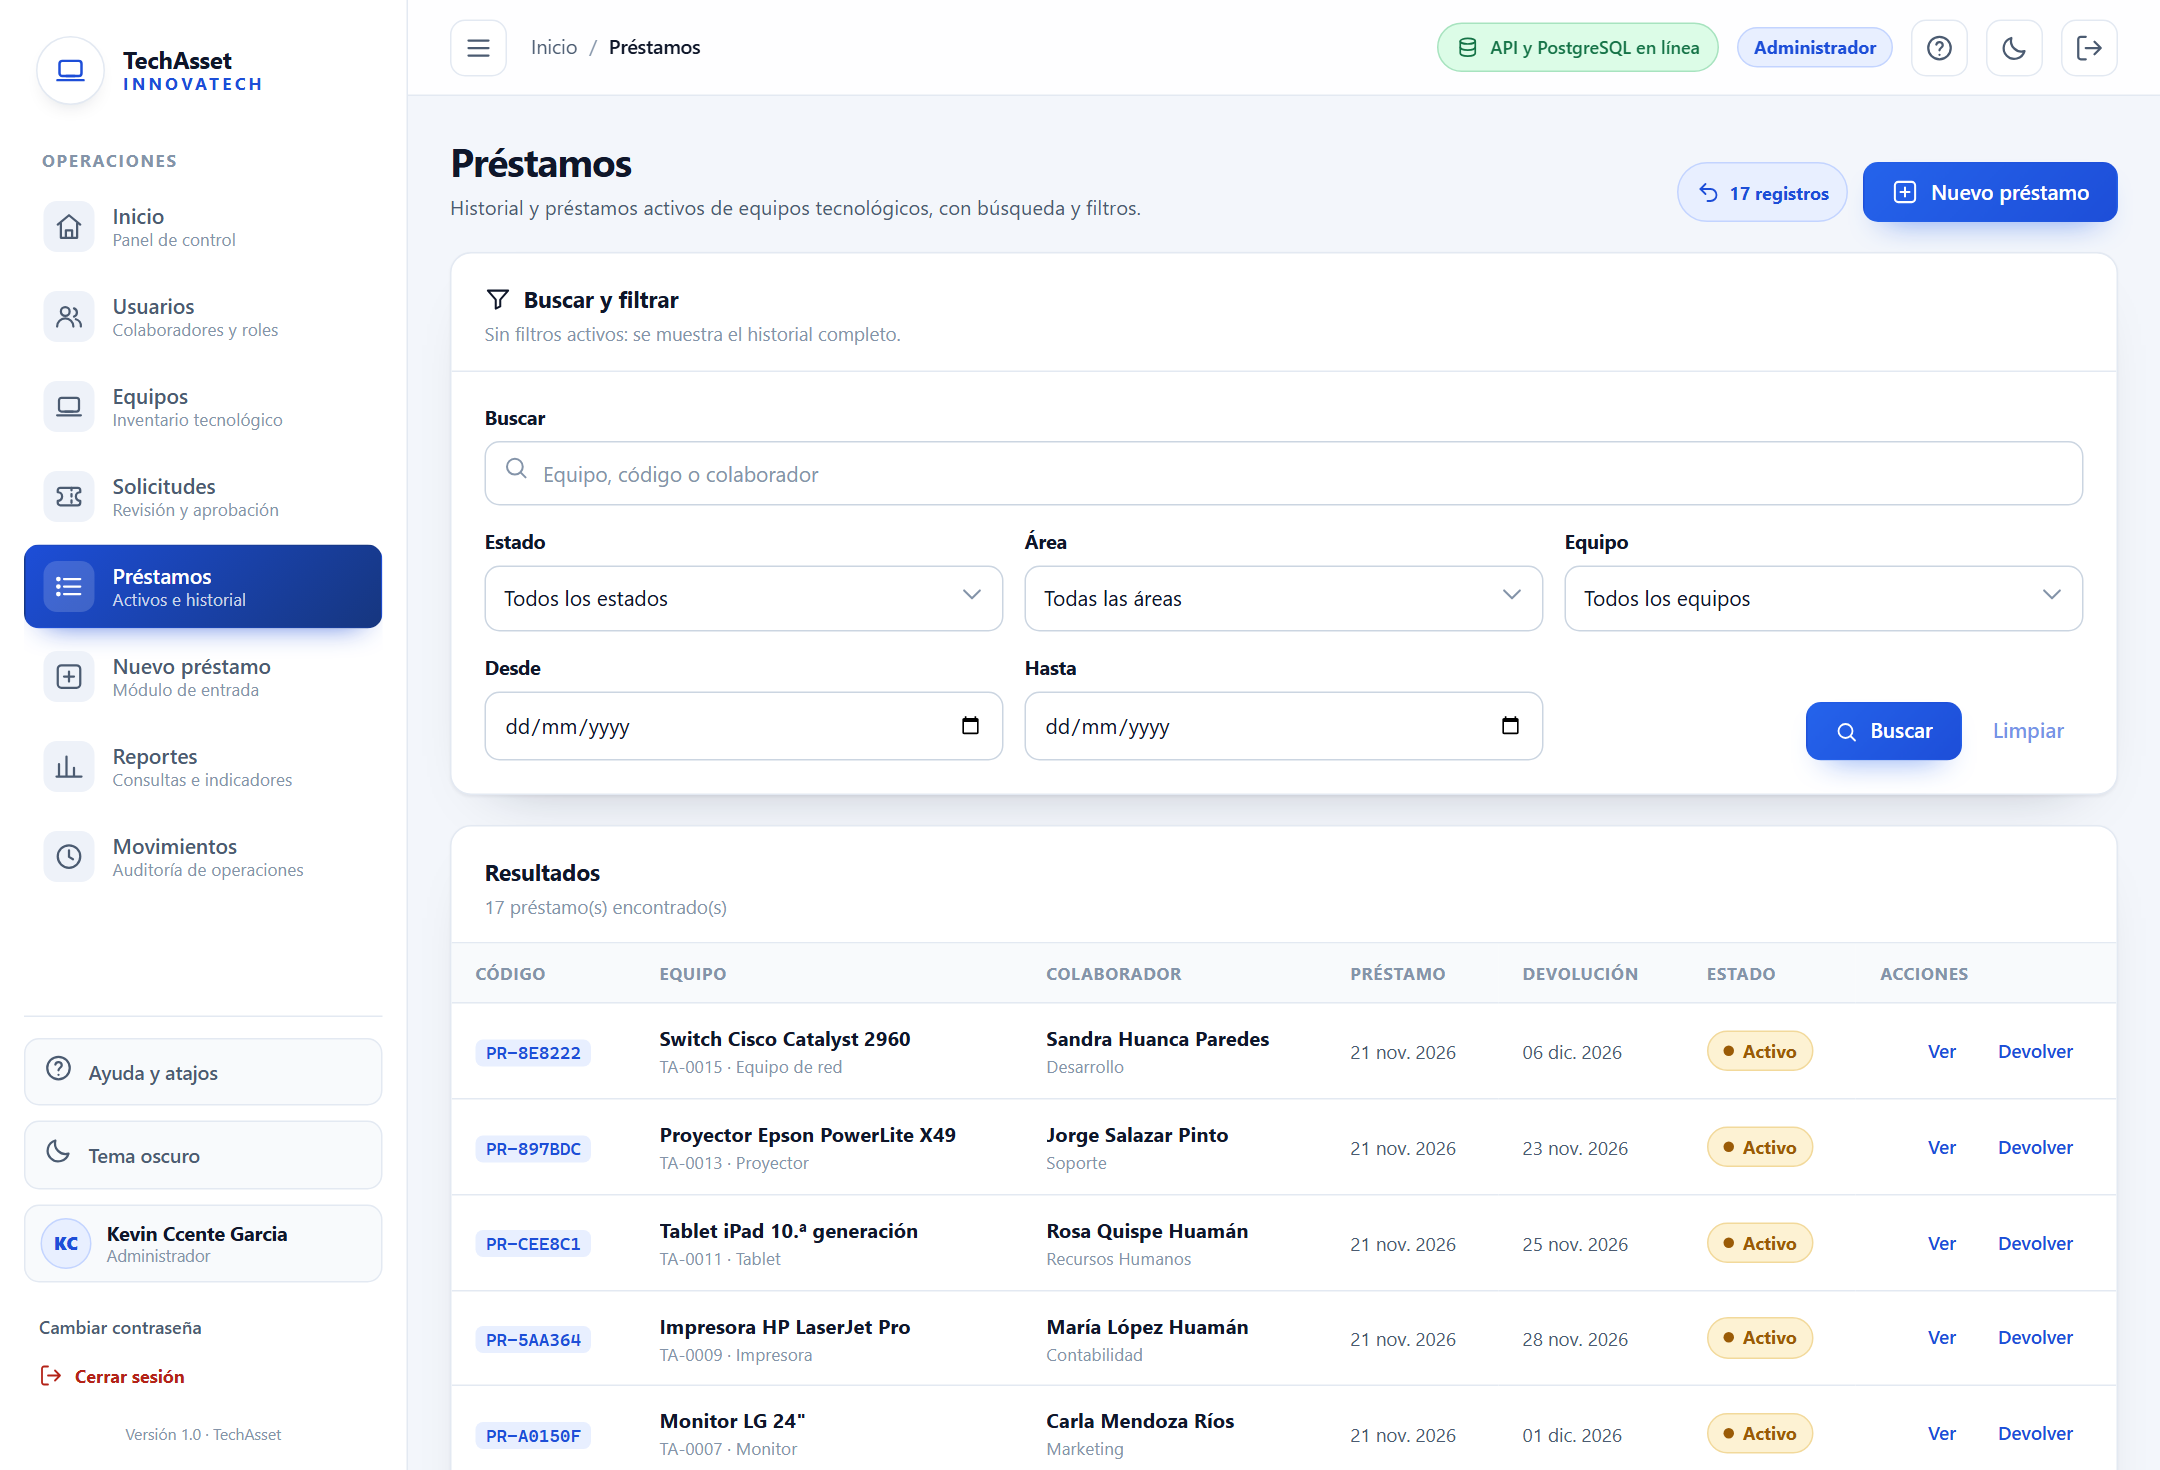 TechAsset
INNOVATECH
OPERACIONES
Inicio
Panel de control
Usuarios
Colaboradores y roles
Equipos
Inventario tecnológico
Solicitudes
Revisión y aprobación
Préstamos
Activos e historial
Nuevo préstamo
Módulo de entrada
Reportes
Consultas e indicadores
Movimientos
Auditoría de operaciones
Ayuda y atajos
Tema oscuro
KC
Kevin Ccente Garcia
Administrador
Cambiar contraseña
Cerrar sesión
Versión 1.0 · TechAsset
Inicio / Préstamos
API y PostgreSQL en línea
Administrador
Préstamos
Historial y préstamos activos de equipos tecnológicos, con búsqueda y filtros.
17 registros
Nuevo préstamo
Buscar y filtrar
Sin filtros activos: se muestra el historial completo.
Buscar
Equipo, código o colaborador
Estado Área Equipo
Todos los estados Todas las áreas Todos los equipos
Desde Hasta
dd/mm/yyyy dd/mm/yyyy Buscar Limpiar
Resultados
17 préstamo(s) encontrado(s)
CÓDIGO EQUIPO COLABORADOR PRÉSTAMO DEVOLUCIÓN ESTADO ACCIONES
PR-8E8222 Switch Cisco Catalyst 2960 Sandra Huanca Paredes 21 nov. 2026 06 dic. 2026 Activo Ver Devolver
TA-0015 · Equipo de red Desarrollo
PR-897BDC Proyector Epson PowerLite X49 Jorge Salazar Pinto 21 nov. 2026 23 nov. 2026 Activo Ver Devolver
TA-0013 · Proyector Soporte
PR-CEE8C1 Tablet iPad 10.ª generación Rosa Quispe Huamán 21 nov. 2026 25 nov. 2026 Activo Ver Devolver
TA-0011 · Tablet Recursos Humanos
PR-5AA364 Impresora HP LaserJet Pro María López Huamán 21 nov. 2026 28 nov. 2026 Activo Ver Devolver
TA-0009 · Impresora Contabilidad
PR-A0150F Monitor LG 24" Carla Mendoza Ríos 21 nov. 2026 01 dic. 2026 Activo Ver Devolver
TA-0007 · Monitor Marketing